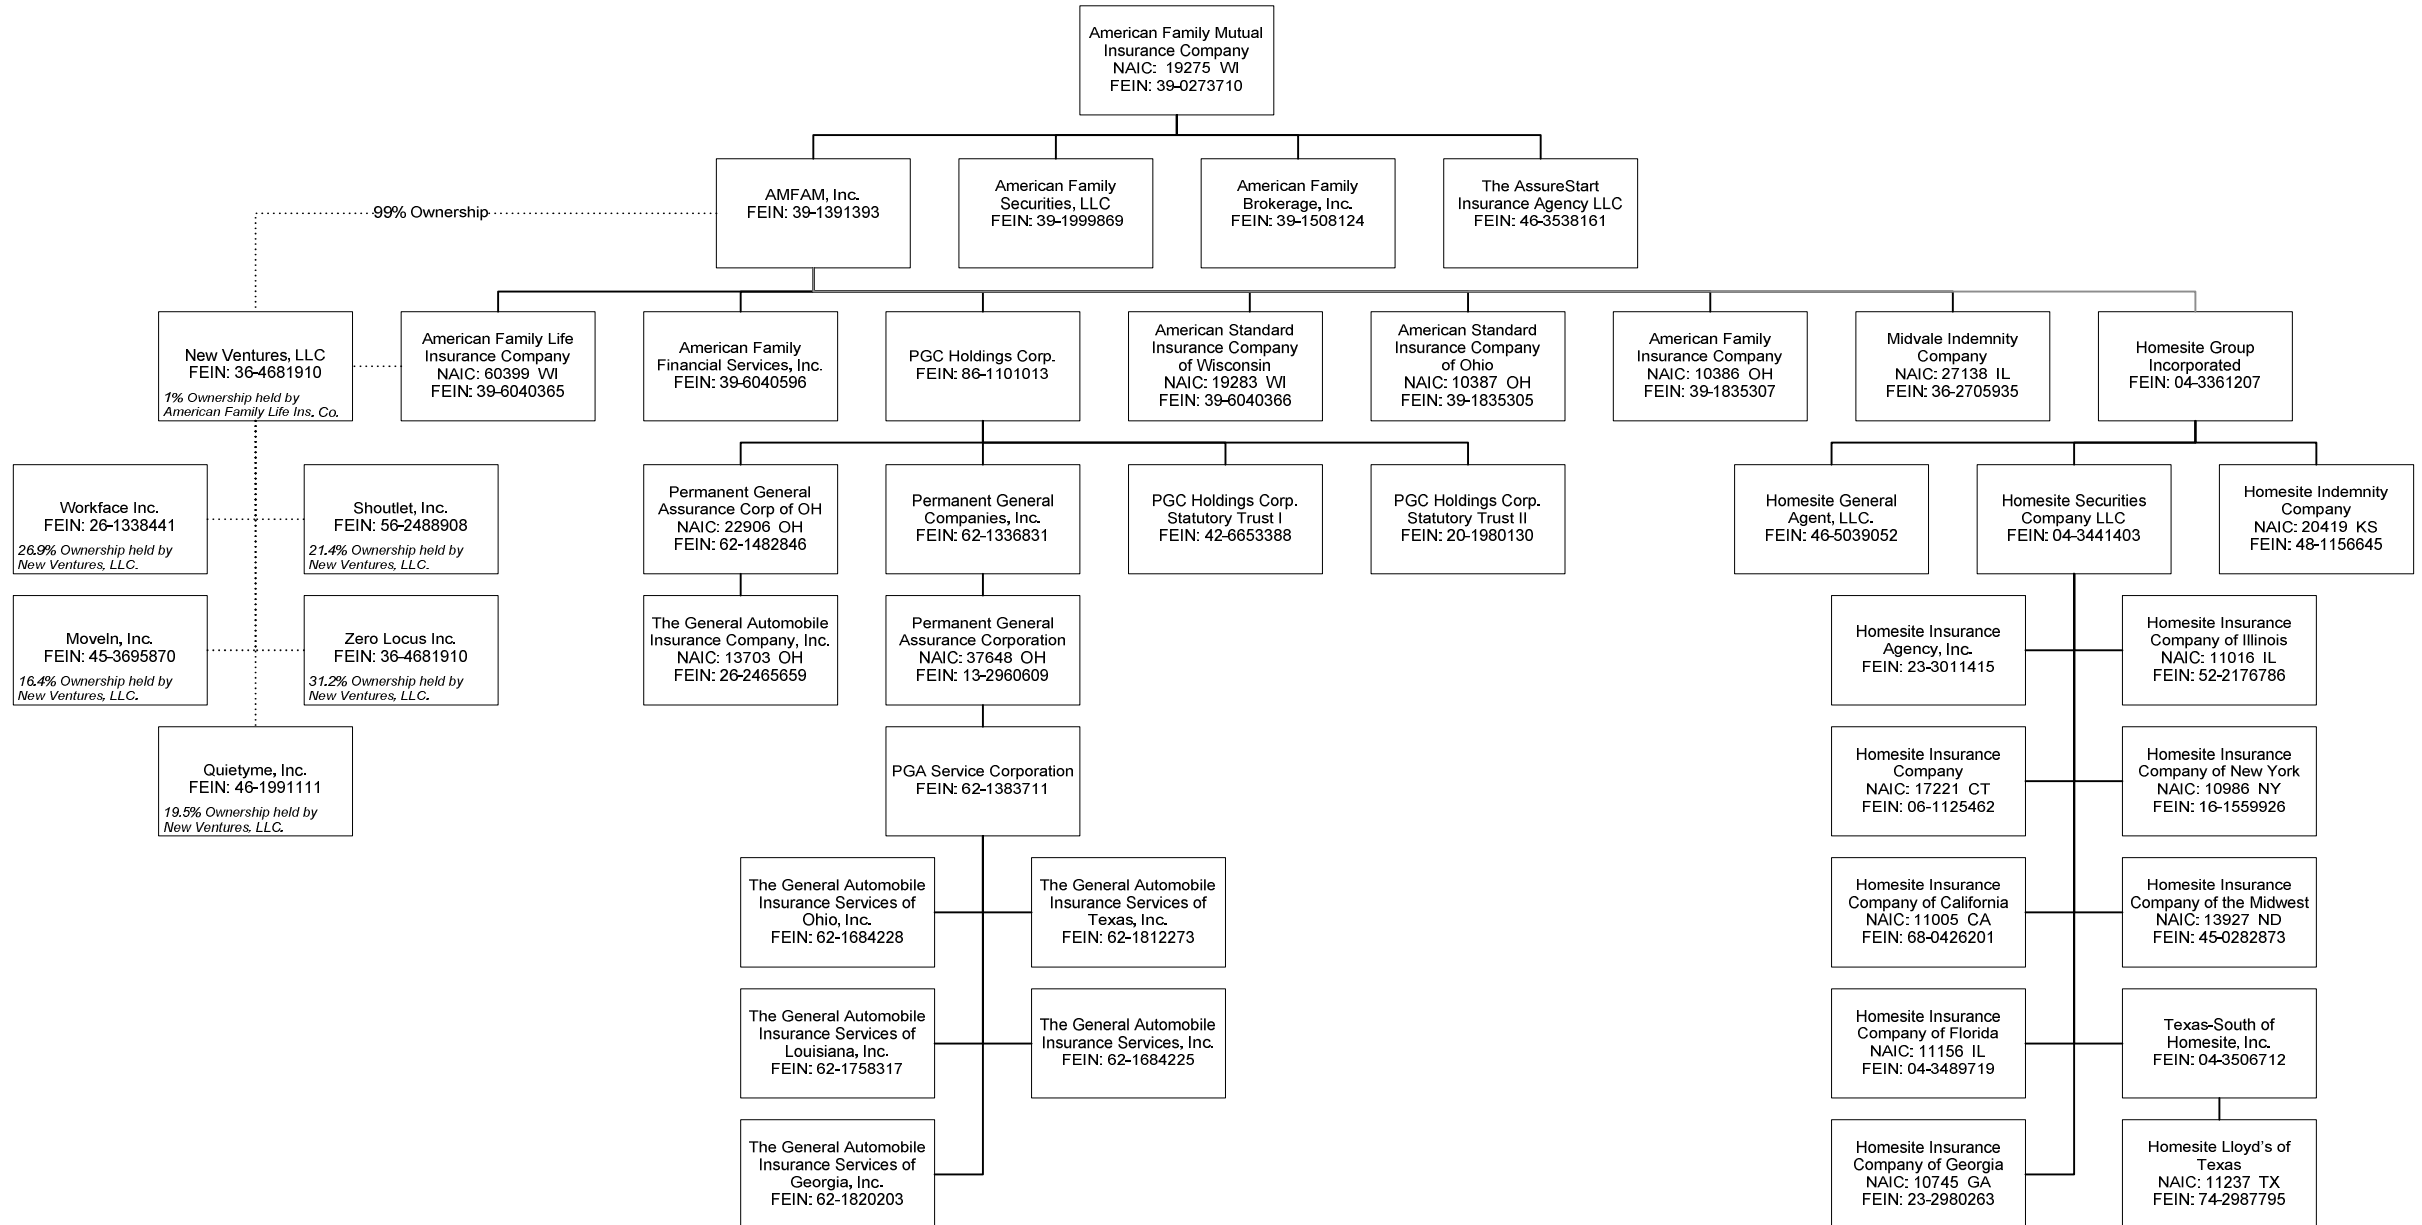 American Family Mutual
Insurance Company
NAIC: 19275 WI
FEIN: 39-0273710
AMFAM, Inc.
FEIN: 39-1391393
American Family
Securities, LLC
FEIN: 39-1999869
American Family
Brokerage, Inc.
FEIN: 39-1508124
The AssureStart
Insurance Agency LLC
FEIN: 46-3538161
99% Ownership
New Ventures, LLC
FEIN: 36-4681910
1% Ownership held by
American Family Life Ins. Co.
American Family Life
Insurance Company
NAIC: 60399 WI
FEIN: 39-6040365
American Family
Financial Services, Inc.
FEIN: 39-6040596
PGC Holdings Corp.
FEIN: 86-1101013
American Standard
Insurance Company
of Wisconsin
NAIC: 19283 WI
FEIN: 39-6040366
American Standard
Insurance Company
of Ohio
NAIC: 10387 OH
FEIN: 39-1835305
American Family
Insurance Company
NAIC: 10386 OH
FEIN: 39-1835307
Midvale Indemnity
Company
NAIC: 27138 IL
FEIN: 36-2705935
Homesite Group
Incorporated
FEIN: 04-3361207
Workface Inc.
FEIN: 26-1338441
26.9% Ownership held by
New Ventures, LLC.
Shoutlet, Inc.
FEIN: 56-2488908
21.4% Ownership held by
New Ventures, LLC.
Permanent General
Assurance Corp of OH
NAIC: 22906 OH
FEIN: 62-1482846
Permanent General
Companies, Inc.
FEIN: 62-1336831
PGC Holdings Corp.
Statutory Trust I
FEIN: 42-6653388
PGC Holdings Corp.
Statutory Trust II
FEIN: 20-1980130
Homesite General
Agent, LLC.
FEIN: 46-5039052
Homesite Securities
Company LLC
FEIN: 04-3441403
Homesite Indemnity
Company
NAIC: 20419 KS
FEIN: 48-1156645
MoveIn, Inc.
FEIN: 45-3695870
16.4% Ownership held by
New Ventures, LLC.
Zero Locus Inc.
FEIN: 36-4681910
31.2% Ownership held by
New Ventures, LLC.
The General Automobile
Insurance Company, Inc.
NAIC: 13703 OH
FEIN: 26-2465659
Permanent General
Assurance Corporation
NAIC: 37648 OH
FEIN: 13-2960609
Homesite Insurance
Agency, Inc.
FEIN: 23-3011415
Homesite Insurance
Company of Illinois
NAIC: 11016 IL
FEIN: 52-2176786
Quietyme, Inc.
FEIN: 46-1991111
19.5% Ownership held by
New Ventures, LLC.
PGA Service Corporation
FEIN: 62-1383711
Homesite Insurance
Company
NAIC: 17221 CT
FEIN: 06-1125462
Homesite Insurance
Company of New York
NAIC: 10986 NY
FEIN: 16-1559926
The General Automobile
Insurance Services of
Ohio, Inc.
FEIN: 62-1684228
The General Automobile
Insurance Services of
Texas, Inc.
FEIN: 62-1812273
Homesite Insurance
Company of California
NAIC: 11005 CA
FEIN: 68-0426201
Homesite Insurance
Company of the Midwest
NAIC: 13927 ND
FEIN: 45-0282873
The General Automobile
Insurance Services of
Louisiana, Inc.
FEIN: 62-1758317
The General Automobile
Insurance Services, Inc.
FEIN: 62-1684225
Homesite Insurance
Company of Florida
NAIC: 11156 IL
FEIN: 04-3489719
Texas-South of
Homesite, Inc.
FEIN: 04-3506712
The General Automobile
Insurance Services of
Georgia, Inc.
FEIN: 62-1820203
Homesite Insurance
Company of Georgia
NAIC: 10745 GA
FEIN: 23-2980263
Homesite Lloyd's of
Texas
NAIC: 11237 TX
FEIN: 74-2987795